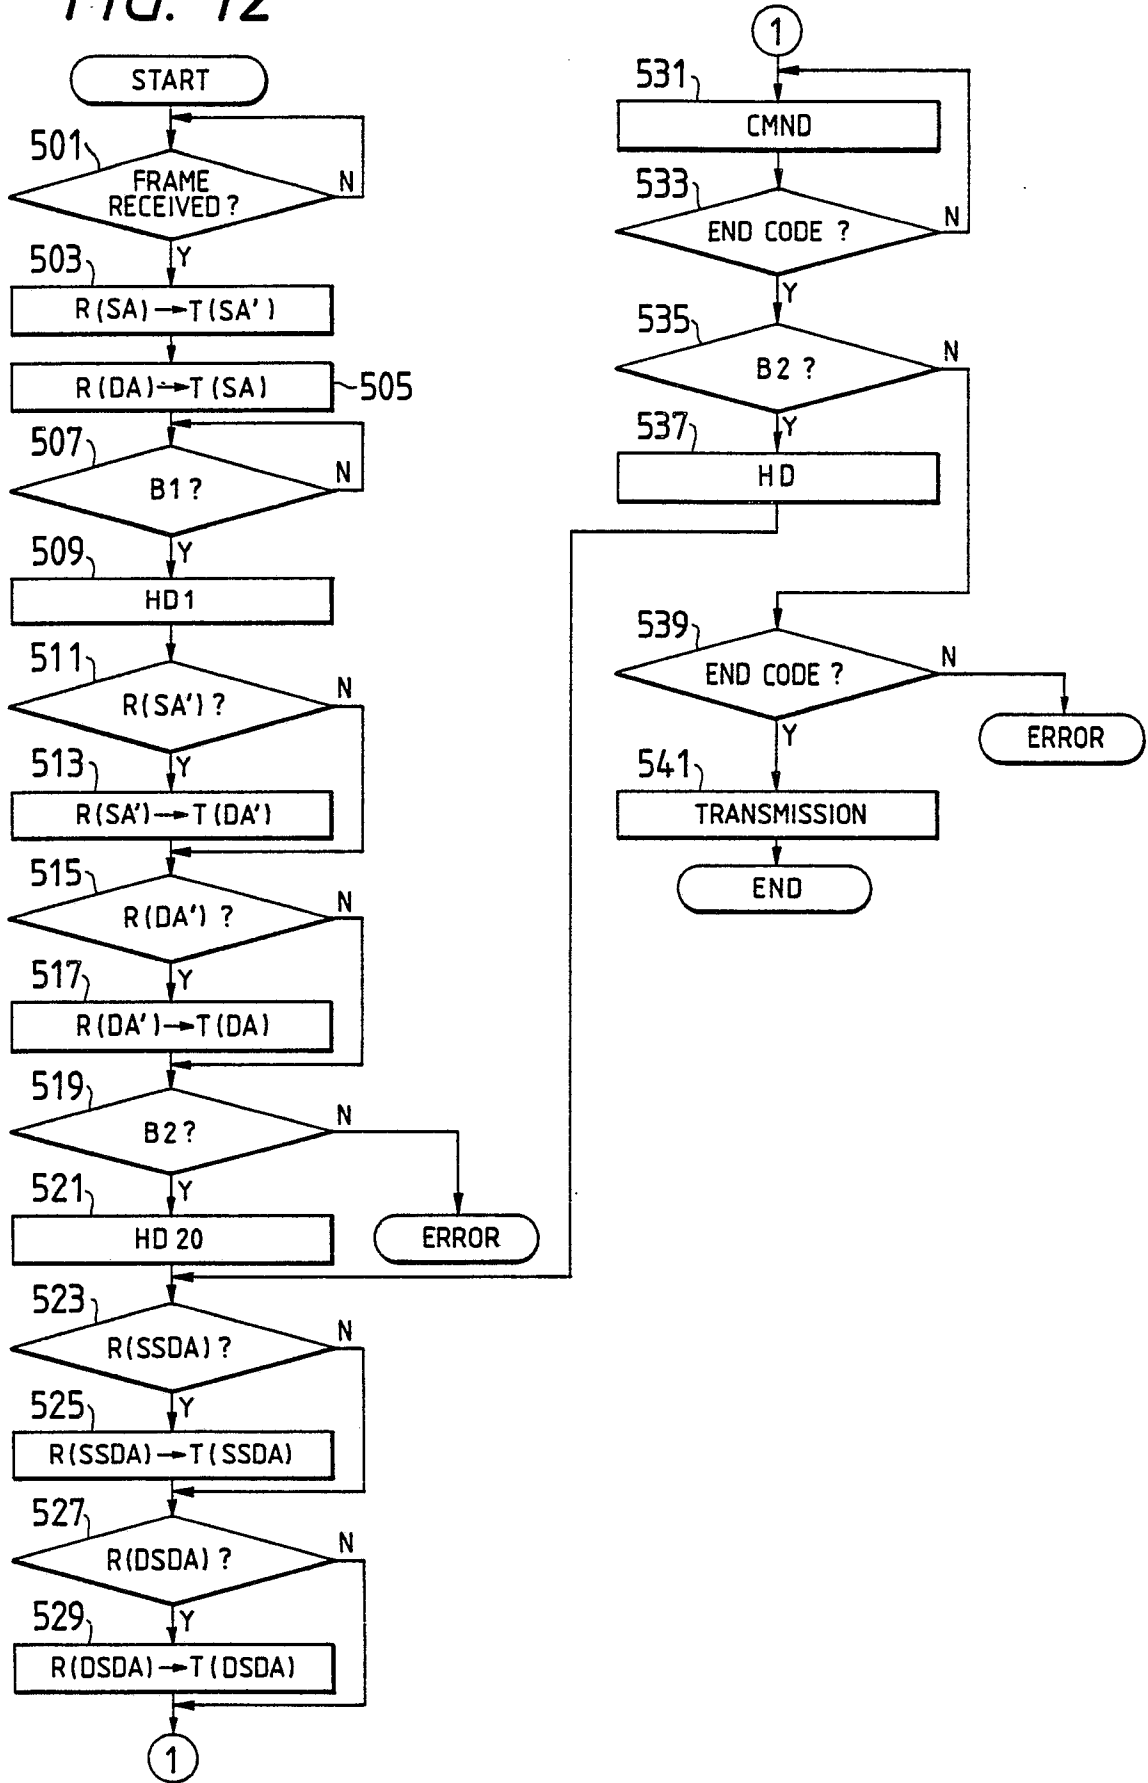 FIG. 12
START
501
FRAME
RECEIVED ?
N
Y
503
R(SA)→T(SA')
R(DA)→T(SA)
505
507
B1 ?
N
Y
509
HD1
511
R(SA') ?
N
Y
513
R(SA')→T(DA')
515
R(DA') ?
N
Y
517
R(DA')→T(DA)
519
B2 ?
N
Y
521
HD 20
ERROR
523
R(SSDA) ?
N
Y
525
R(SSDA)→T(SSDA)
527
R(DSDA) ?
N
Y
529
R(DSDA)→T(DSDA)
1
1
531
CMND
533
END CODE ?
N
Y
535
B2 ?
N
Y
537
HD
539
END CODE ?
N
Y
ERROR
541
TRANSMISSION
END